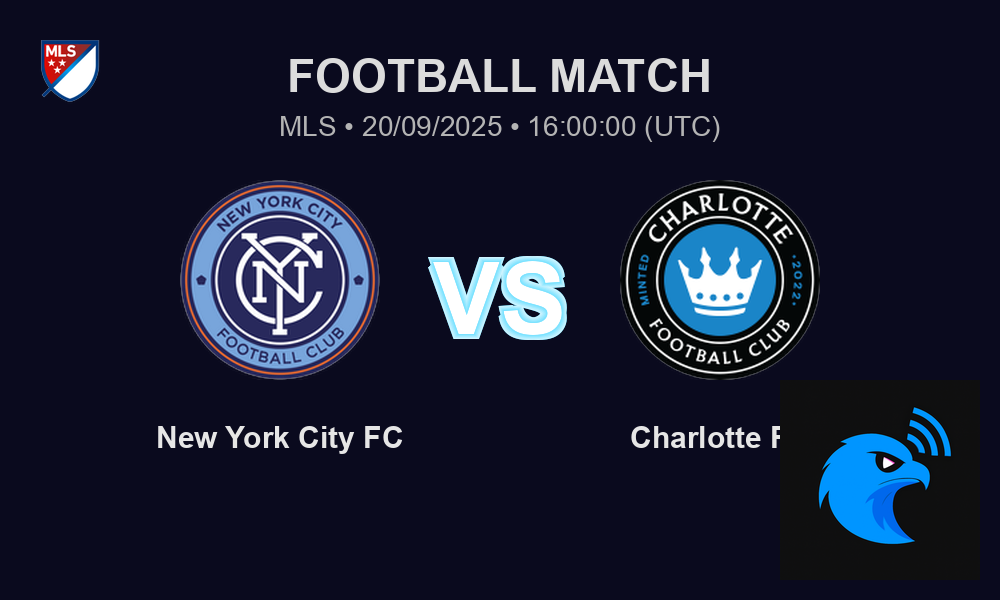 MLS
FOOTBALL MATCH
MLS • 20/09/2025 • 16:00:00 (UTC)
NEW YORK CITY
NYC
FOOTBALL CLUB
VS
CHARLOTTE
MINTED
2022
FOOTBALL CLUB
New York City FC
Charlotte F